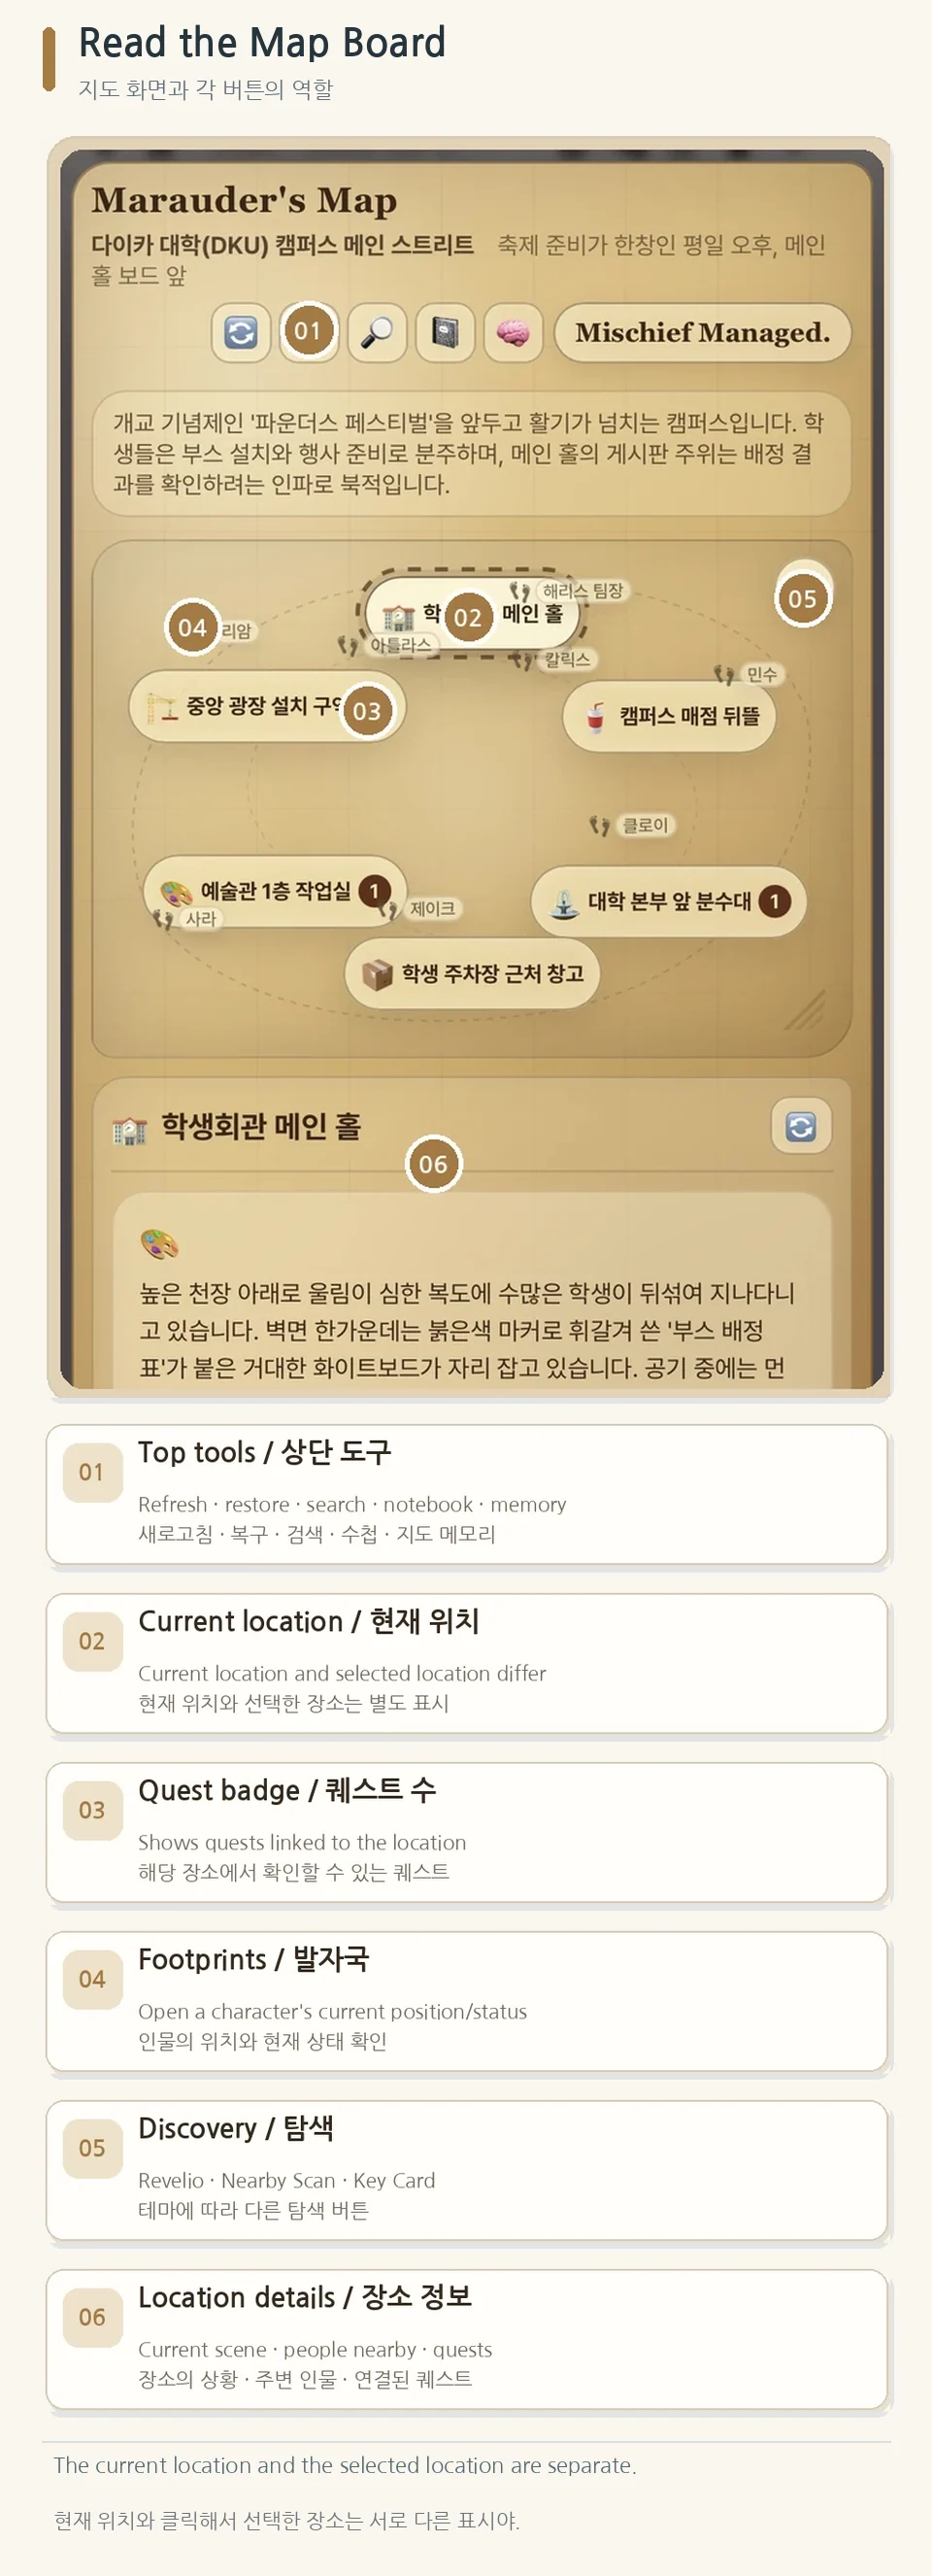 Read the Map Board
지도 화면과 각 버튼의 역할
Marauder's Map
다이카 대학(DKU) 캠퍼스 메인 스트리트 축제 준비가 한창인 평일 오후, 메인
홀 보드 앞
01
Mischief Managed.
개교 기념제인 '파운더스 페스티벌'을 앞두고 활기가 넘치는 캠퍼스입니다. 학
생들은 부스 설치와 행사 준비로 분주하며, 메인 홀의 게시판 주위는 배정 결
과를 확인하려는 인파로 북적입니다.
해리스 팀장
05
04 리암
학 02 메인 홀
아틀라스
칼릭스
민수
중앙 광장 설치 구 03
캠퍼스 매점 뒤뜰
클로이
예술관 1층 작업실 1
대학 본부 앞 분수대 1
사라
제이크
학생 주차장 근처 창고
학생회관 메인 홀
06
높은 천장 아래로 울림이 심한 복도에 수많은 학생이 뒤섞여 지나다니
고 있습니다. 벽면 한가운데는 붉은색 마커로 휘갈겨 쓴 '부스 배정
표'가 붙은 거대한 화이트보드가 자리 잡고 있습니다. 공기 중에는 먼
01
Top tools / 상단 도구
Refresh · restore · search · notebook · memory
새로고침 · 복구 · 검색 · 수첩 · 지도 메모리
02
Current location / 현재 위치
Current location and selected location differ
현재 위치와 선택한 장소는 별도 표시
03
Quest badge / 퀘스트 수
Shows quests linked to the location
해당 장소에서 확인할 수 있는 퀘스트
04
Footprints / 발자국
Open a character's current position/status
인물의 위치와 현재 상태 확인
05
Discovery / 탐색
Revelio · Nearby Scan · Key Card
테마에 따라 다른 탐색 버튼
06
Location details / 장소 정보
Current scene · people nearby · quests
장소의 상황 · 주변 인물 · 연결된 퀘스트
The current location and the selected location are separate.
현재 위치와 클릭해서 선택한 장소는 서로 다른 표시야.